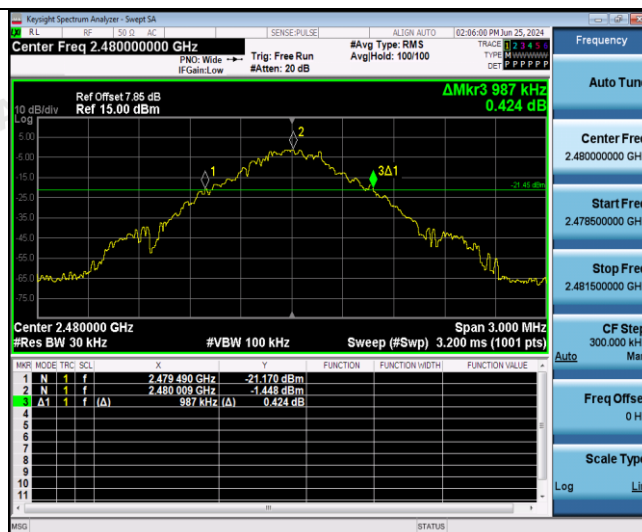 Keysight Spectrum Analyzer - Swept SA
RL RF 50 Ω AC SENSE:PULSE ALIGN AUTO 02:06:00 PM Jun 25, 2024
Center Freq 2.480000000 GHz
PNO: Wide
IFGain:Low
Trig: Free Run
#Atten: 20 dB
#Avg Type: RMS
Avg|Hold: 100/100
TRACE 1 2 3 4 5 6
TYPE M W W W W W
DET P P P P P P
Frequency
Auto Tune
Center Freq
2.480000000 GH
Start Freq
2.478500000 GH
Stop Freq
2.481500000 GH
CF Step
300.000 kH
Auto Ma
Freq Offse
0 H
Scale Type
Log Li
ΔMkr3 987 kHz
0.424 dB
Ref Offset 7.85 dB
Ref 15.00 dBm
10 dB/div
Log
5.00
-5.00
-15.0
-25.0
-35.0
-45.0
-55.0
-65.0
-75.0
1
2
3Δ1
-21.45 dBm
Center 2.480000 GHz Span 3.000 MHz
#Res BW 30 kHz #VBW 100 kHz Sweep (#Swp) 3.200 ms (1001 pts)
MKR MODE TRC SCL X Y FUNCTION FUNCTION WIDTH FUNCTION VALUE
1 N 1 f 2.479 490 GHz -21.170 dBm
2 N 1 f 2.480 009 GHz -1.448 dBm
3 Δ1 1 f (Δ) 987 kHz (Δ) 0.424 dB
4
5
6
7
8
9
10
11
MSG STATUS